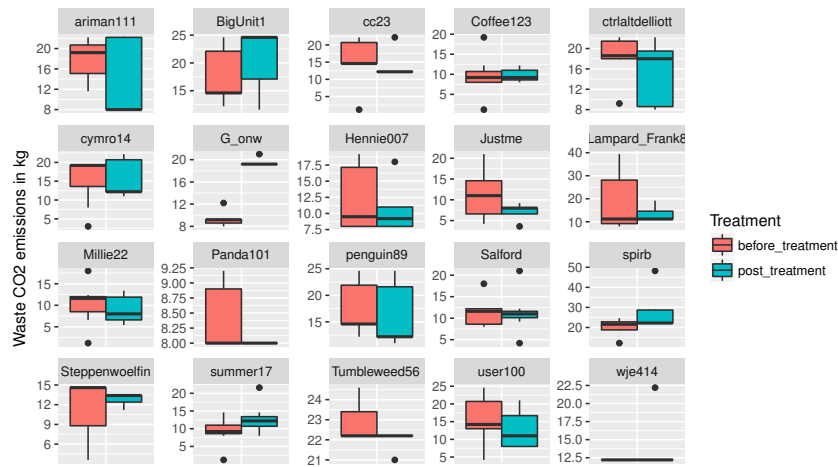 ariman111 BigUnit1 cc23 Coffee123 ctrlaltdelliott
20 16 12 8
20 15
20 15 10 5
15 10 5
20 16 12 8
cymro14 G_onw Hennie007 Justme Lampard_Frank8
20 15 10 5
20 16 12 8
17.5 15.0 12.5 10.0 7.5
20 15 10 5
40 30 20 10
Millie22 Panda101 penguin89 Salford spirb
15 10 5
9.25 9.00 8.75 8.50 8.25 8.00
20 15
20 15 10 5
50 40 30 20
Steppenwoelfin summer17 Tumbleweed56 user100 wje414
15 12 9 6
20 15 10 5
24 23 22 21
25 20 15 10 5
22.5 20.0 17.5 15.0 12.5
Waste CO2 emissions in kg
Treatment
before_treatment
post_treatment